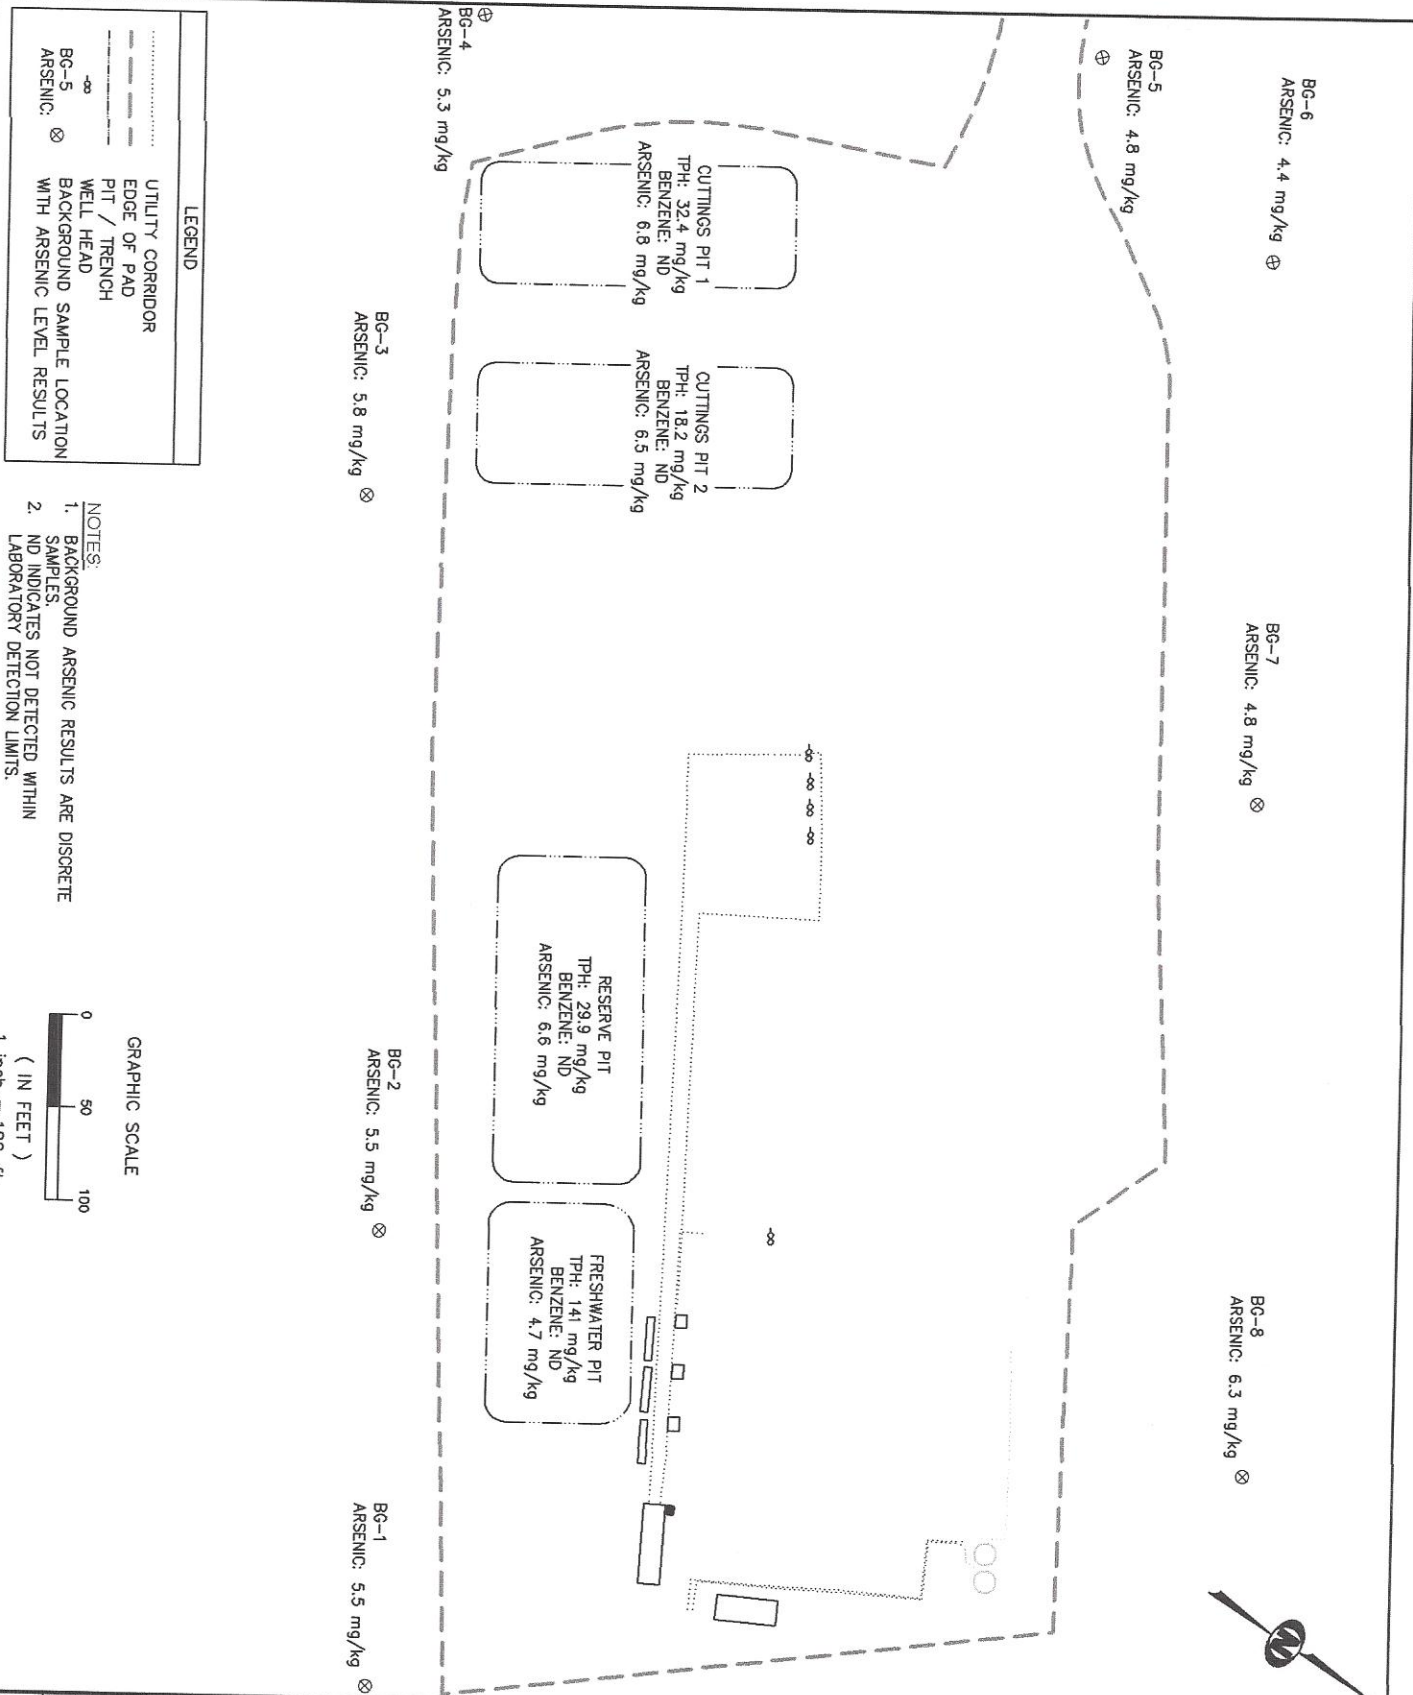 BG-6
ARSENIC: 4.4 mg/kg
BG-5
ARSENIC: 4.8 mg/kg
BG-4
ARSENIC: 5.3 mg/kg
BG-7
ARSENIC: 4.8 mg/kg
BG-8
ARSENIC: 6.3 mg/kg
N
CUTTINGS PIT 1
TPH: 32.4 mg/kg
BENZENE: ND
ARSENIC: 6.8 mg/kg
CUTTINGS PIT 2
TPH: 18.2 mg/kg
BENZENE: ND
ARSENIC: 6.5 mg/kg
RESERVE PIT
TPH: 29.9 mg/kg
BENZENE: ND
ARSENIC: 6.6 mg/kg
FRESHWATER PIT
TPH: 141 mg/kg
BENZENE: ND
ARSENIC: 4.7 mg/kg
BG-3
ARSENIC: 5.8 mg/kg
BG-2
ARSENIC: 5.5 mg/kg
BG-1
ARSENIC: 5.5 mg/kg
LEGEND
UTILITY CORRIDOR
EDGE OF PAD
PIT / TRENCH
WELL HEAD
BG-5
ARSENIC:
BACKGROUND SAMPLE LOCATION
WITH ARSENIC LEVEL RESULTS
NOTES:
1. BACKGROUND ARSENIC RESULTS ARE DISCRETE
SAMPLES.
2. ND INDICATES NOT DETECTED WITHIN
LABORATORY DETECTION LIMITS.
GRAPHIC SCALE
0 50 100
( IN FEET )